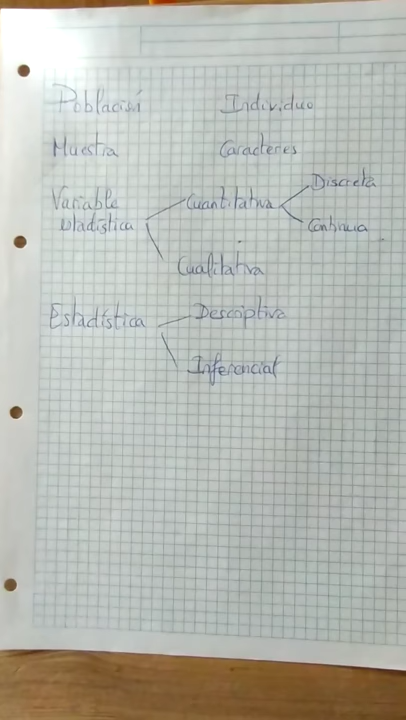 Población Individuo
Muestra Caracteres
Discreta
Variable Cuantitativa
estadística Continua
Cualitativa
Estadística Descriptiva
Inferencial